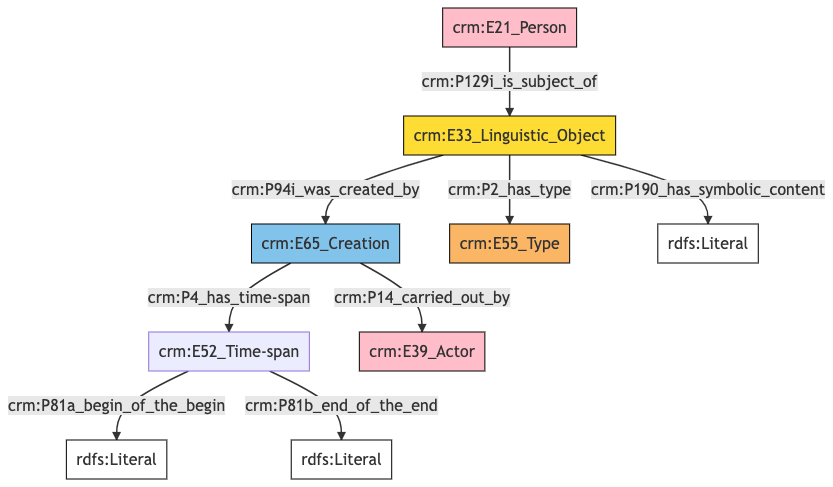 crm:E21_Person
crm:P129i_is_subject_of
crm:E33_Linguistic_Object
crm:P94i_was_created_by
crm:P2_has_type
crm:P190_has_symbolic_content
crm:E65_Creation
crm:E55_Type
rdfs:Literal
crm:P4_has_time-span
crm:P14_carried_out_by
crm:E52_Time-span
crm:E39_Actor
crm:P81a_begin_of_the_begin
crm:P81b_end_of_the_end
rdfs:Literal
rdfs:Literal